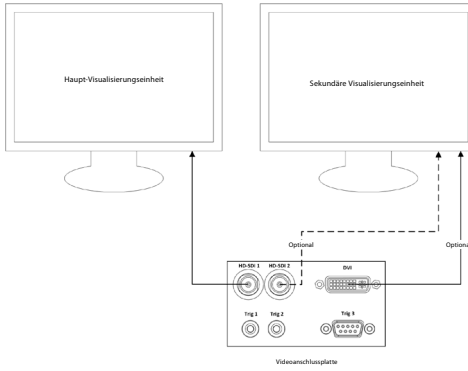 Haupt-Visualisierungseinheit
Sekundäre Visualisierungseinheit
Optional
Optional
HD-SDI 1
HD-SDI 2
DVI
Trig 1
Trig 2
Trig 3
Videoanschlussplatte